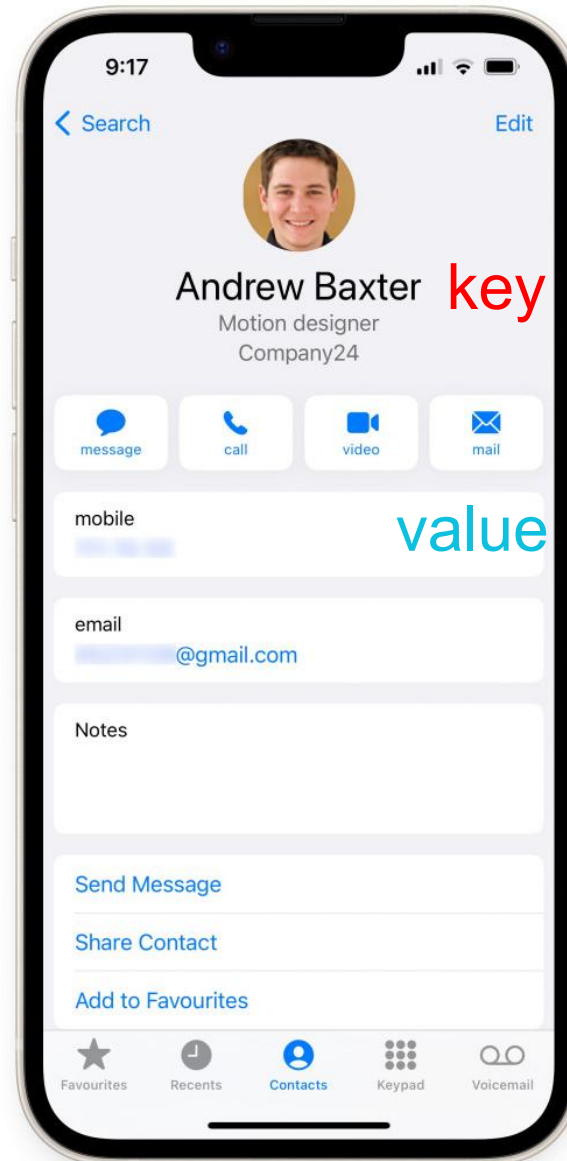 9:17
Search Edit
Andrew Baxter key
Motion designer
Company24
message call video mail
mobile
value
email
@gmail.com
Notes
Send Message
Share Contact
Add to Favourites
Favourites Recents Contacts Keypad Voicemail